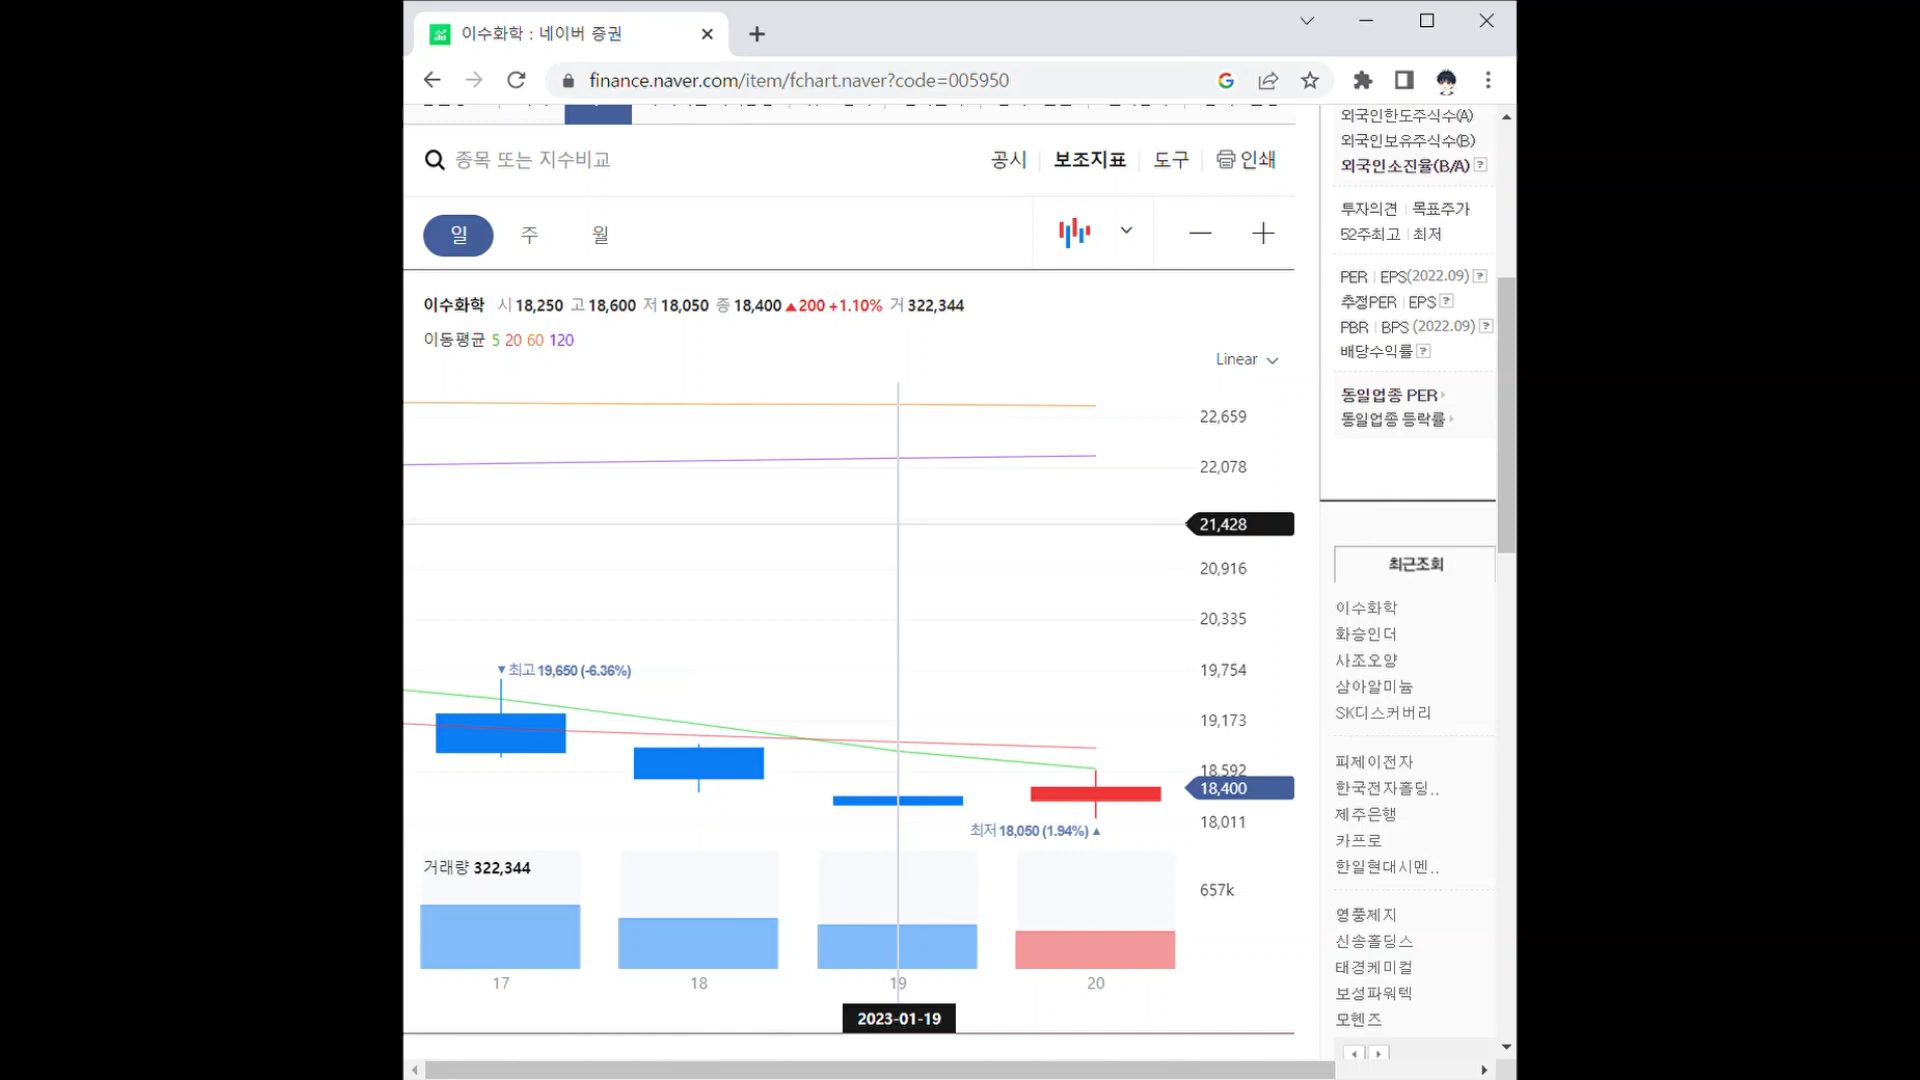 이수화학 : 네이버 증권
finance.naver.com/item/fchart.naver?code=005950
종목 또는 지수비교
공시 보조지표 도구 인쇄
일 주 월
이수화학 시 18,250 고 18,600 저 18,050 종 18,400 ▲200 +1.10% 거 322,344
이동평균 5 20 60 120
Linear
22,659
22,078
21,428
20,916
20,335
19,754
19,173
18,592
18,400
18,011
▼최고 19,650 (-6.36%)
최저 18,050 (1.94%) ▲
거래량 322,344
657k
17 18 19 20
2023-01-19
외국인한도주식수(A)
외국인보유주식수(B)
외국인소진율(B/A) ?
투자의견 | 목표주가
52주최고 | 최저
PER | EPS(2022.09) ?
추정PER | EPS ?
PBR | BPS (2022.09) ?
배당수익률 ?
동일업종 PER
동일업종 등락률
최근조회
이수화학
화승인더
사조오양
삼아알미늄
SK디스커버리
피제이전자
한국전자홀딩..
제주은행
카프로
한일현대시멘..
영풍제지
신송홀딩스
태경케미컬
보성파워텍
모헨즈